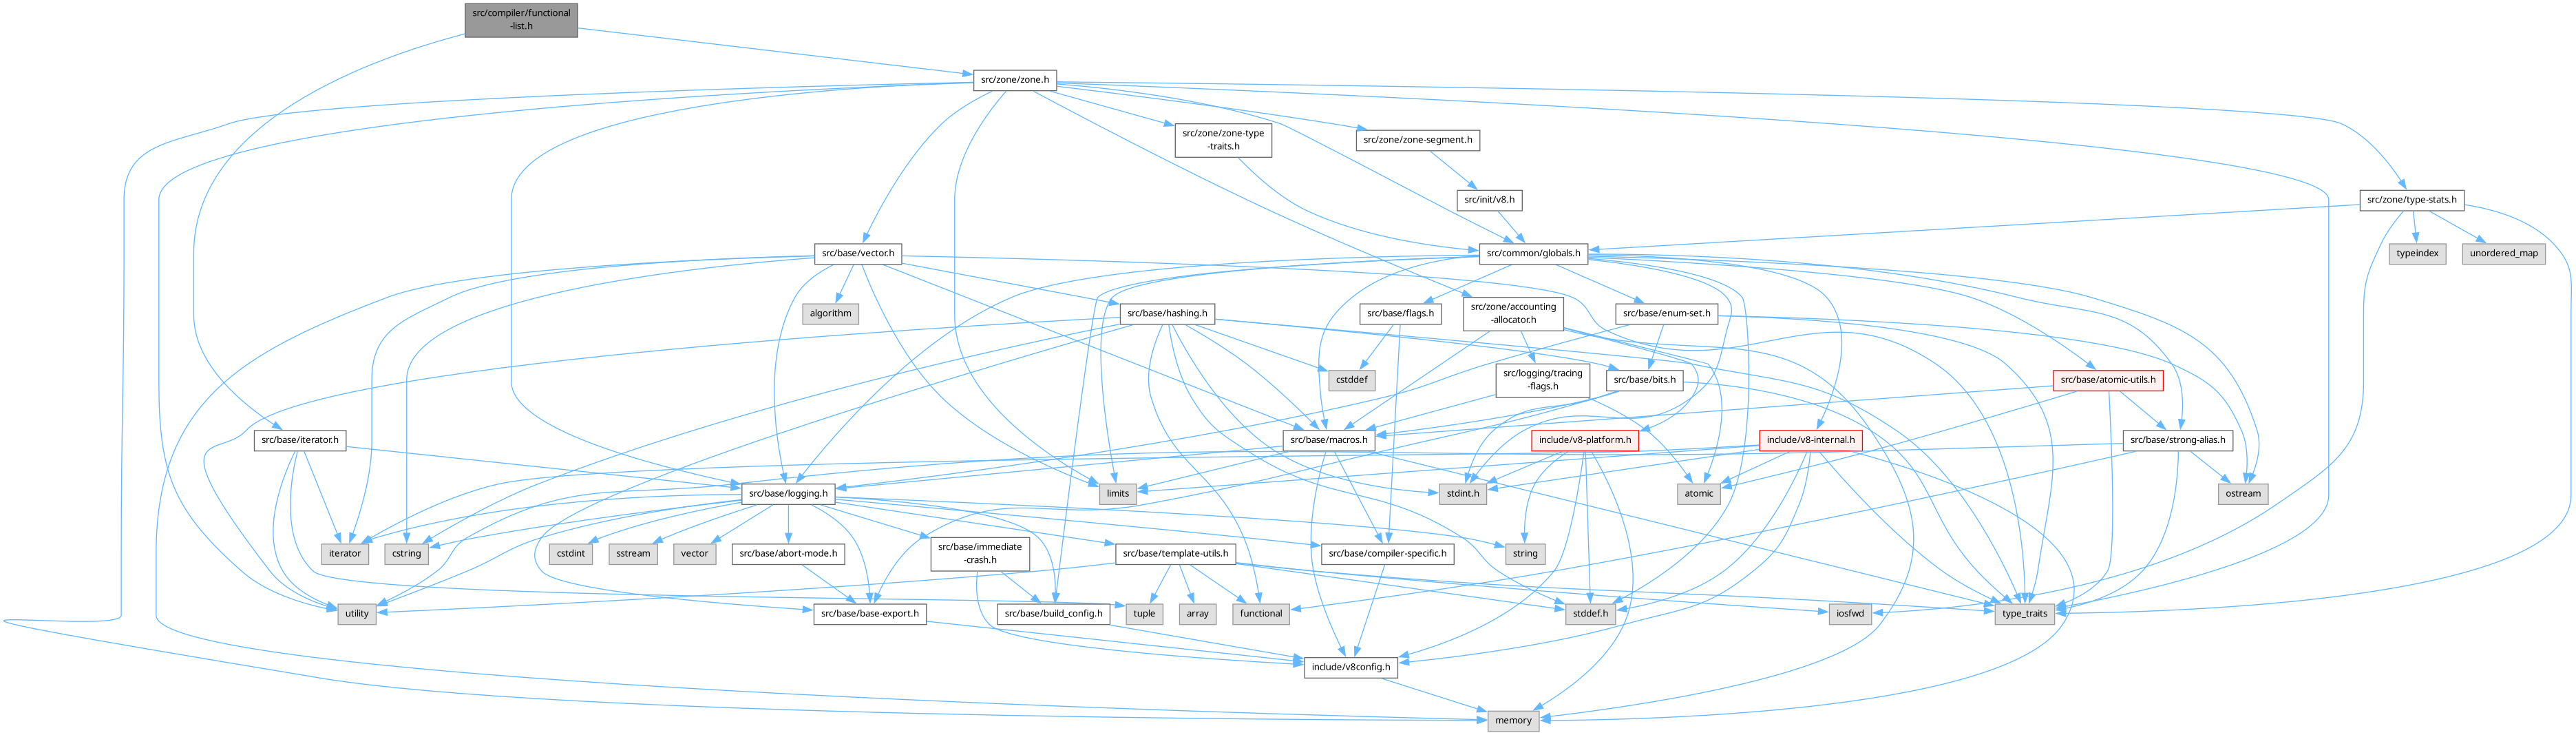 src/compiler/functional
-list.h
src/zone/zone.h
src/zone/zone-type
-traits.h
src/zone/zone-segment.h
src/init/v8.h
src/zone/type-stats.h
src/base/vector.h
src/common/globals.h
typeindex
unordered_map
algorithm
src/base/hashing.h
src/base/flags.h
src/zone/accounting
-allocator.h
src/base/enum-set.h
cstddef
src/logging/tracing
-flags.h
src/base/bits.h
src/base/atomic-utils.h
src/base/iterator.h
src/base/macros.h
include/v8-platform.h
include/v8-internal.h
src/base/strong-alias.h
src/base/logging.h
limits
stdint.h
atomic
ostream
iterator
cstring
cstdint
sstream
vector
src/base/abort-mode.h
src/base/immediate
-crash.h
src/base/template-utils.h
string
src/base/compiler-specific.h
utility
src/base/base-export.h
src/base/build_config.h
tuple
array
functional
stddef.h
iosfwd
type_traits
include/v8config.h
memory